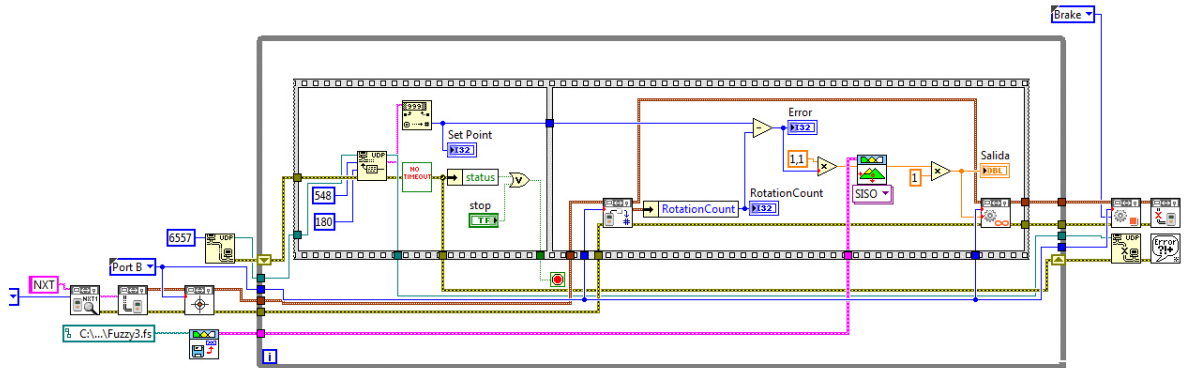 Brake
999
Set Point
I32
UDP
NO
TIMEOUT
status
548
180
stop
TF
V
6557
UDP
Port B
NXT
NXT1
C:\...\Fuzzy3.fs
i
Error
I32
1,1
SISO
1
Salida
DBL
RotationCount
I32
RotationCount
#
UDP
Error
?!+